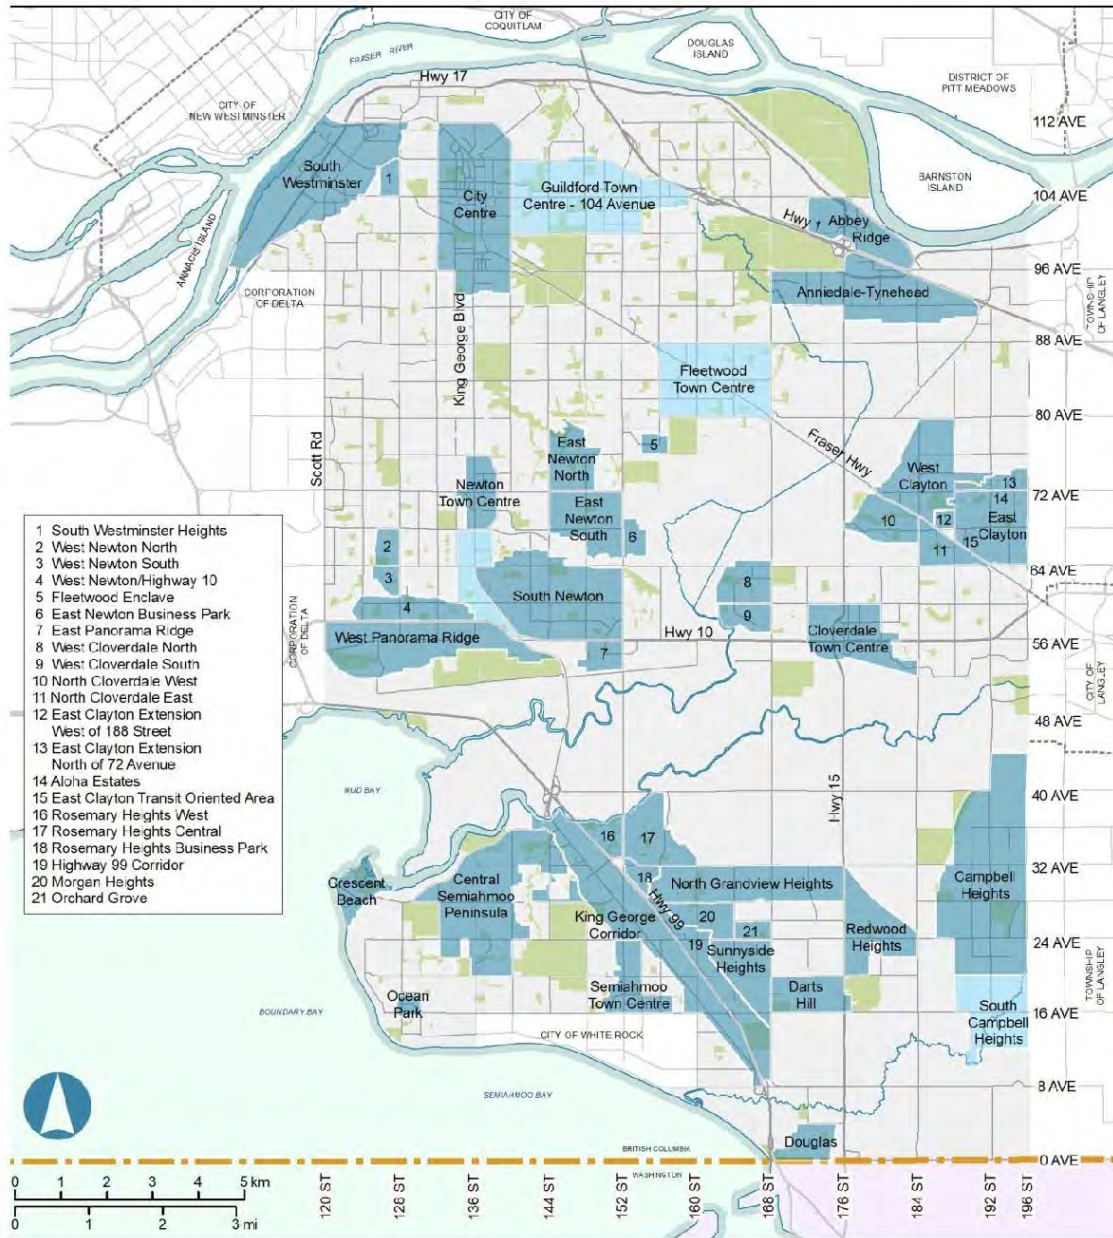 CITY OF
COQUITLAM
DOUGLAS
ISLAND
FRASER RIVER
Hwy 17
DISTRICT OF
PITT MEADOWS
CITY OF
NEW WESTMINSTER
112 AVE
South
Westminster
1
City
Centre
Guildford Town
Centre - 104 Avenue
BARNSTON
ISLAND
104 AVE
Hwy 1
Abbey
Ridge
ANNACIS ISLAND
96 AVE
CORPORATION
OF DELTA
Anniedale-Tynehead
TOWNSHIP
OF LANGLEY
King George Blvd
88 AVE
Fleetwood
Town Centre
80 AVE
Scott Rd
East
Newton
North
5
Fraser Hwy
West
Clayton
13
Newton
Town Centre
72 AVE
14
East
Newton
South
6
10
12
East
Clayton
15
11
2
3
64 AVE
4
South Newton
8
9
CORPORATION
OF DELTA
West Panorama Ridge
Hwy 10
Cloverdale
Town Centre
56 AVE
7
CITY OF
LANGLEY
48 AVE
1 South Westminster Heights
2 West Newton North
3 West Newton South
4 West Newton/Highway 10
5 Fleetwood Enclave
6 East Newton Business Park
7 East Panorama Ridge
8 West Cloverdale North
9 West Cloverdale South
10 North Cloverdale West
11 North Cloverdale East
12 East Clayton Extension
West of 188 Street
13 East Clayton Extension
North of 72 Avenue
14 Aloha Estates
15 East Clayton Transit Oriented Area
16 Rosemary Heights West
17 Rosemary Heights Central
18 Rosemary Heights Business Park
19 Highway 99 Corridor
20 Morgan Heights
21 Orchard Grove
MUD BAY
Hwy 15
40 AVE
16
17
32 AVE
Crescent
Beach
Central
Semiahmoo
Peninsula
18
North Grandview Heights
Campbell
Heights
Hwy 99
King George
Corridor
20
21
Redwood
Heights
19
Sunnyside
Heights
24 AVE
TOWNSHIP
OF LANGLEY
Ocean
Park
Semiahmoo
Town Centre
Darts
Hill
South
Campbell
Heights
BOUNDARY BAY
16 AVE
CITY OF WHITE ROCK
SEMIAHMOO BAY
8 AVE
Douglas
BRITISH COLUMBIA
0 AVE
WASHINGTON
0 1 2 3 4 5 km
0 1 2 3 mi
120 ST
128 ST
136 ST
144 ST
152 ST
160 ST
168 ST
176 ST
184 ST
192 ST
196 ST